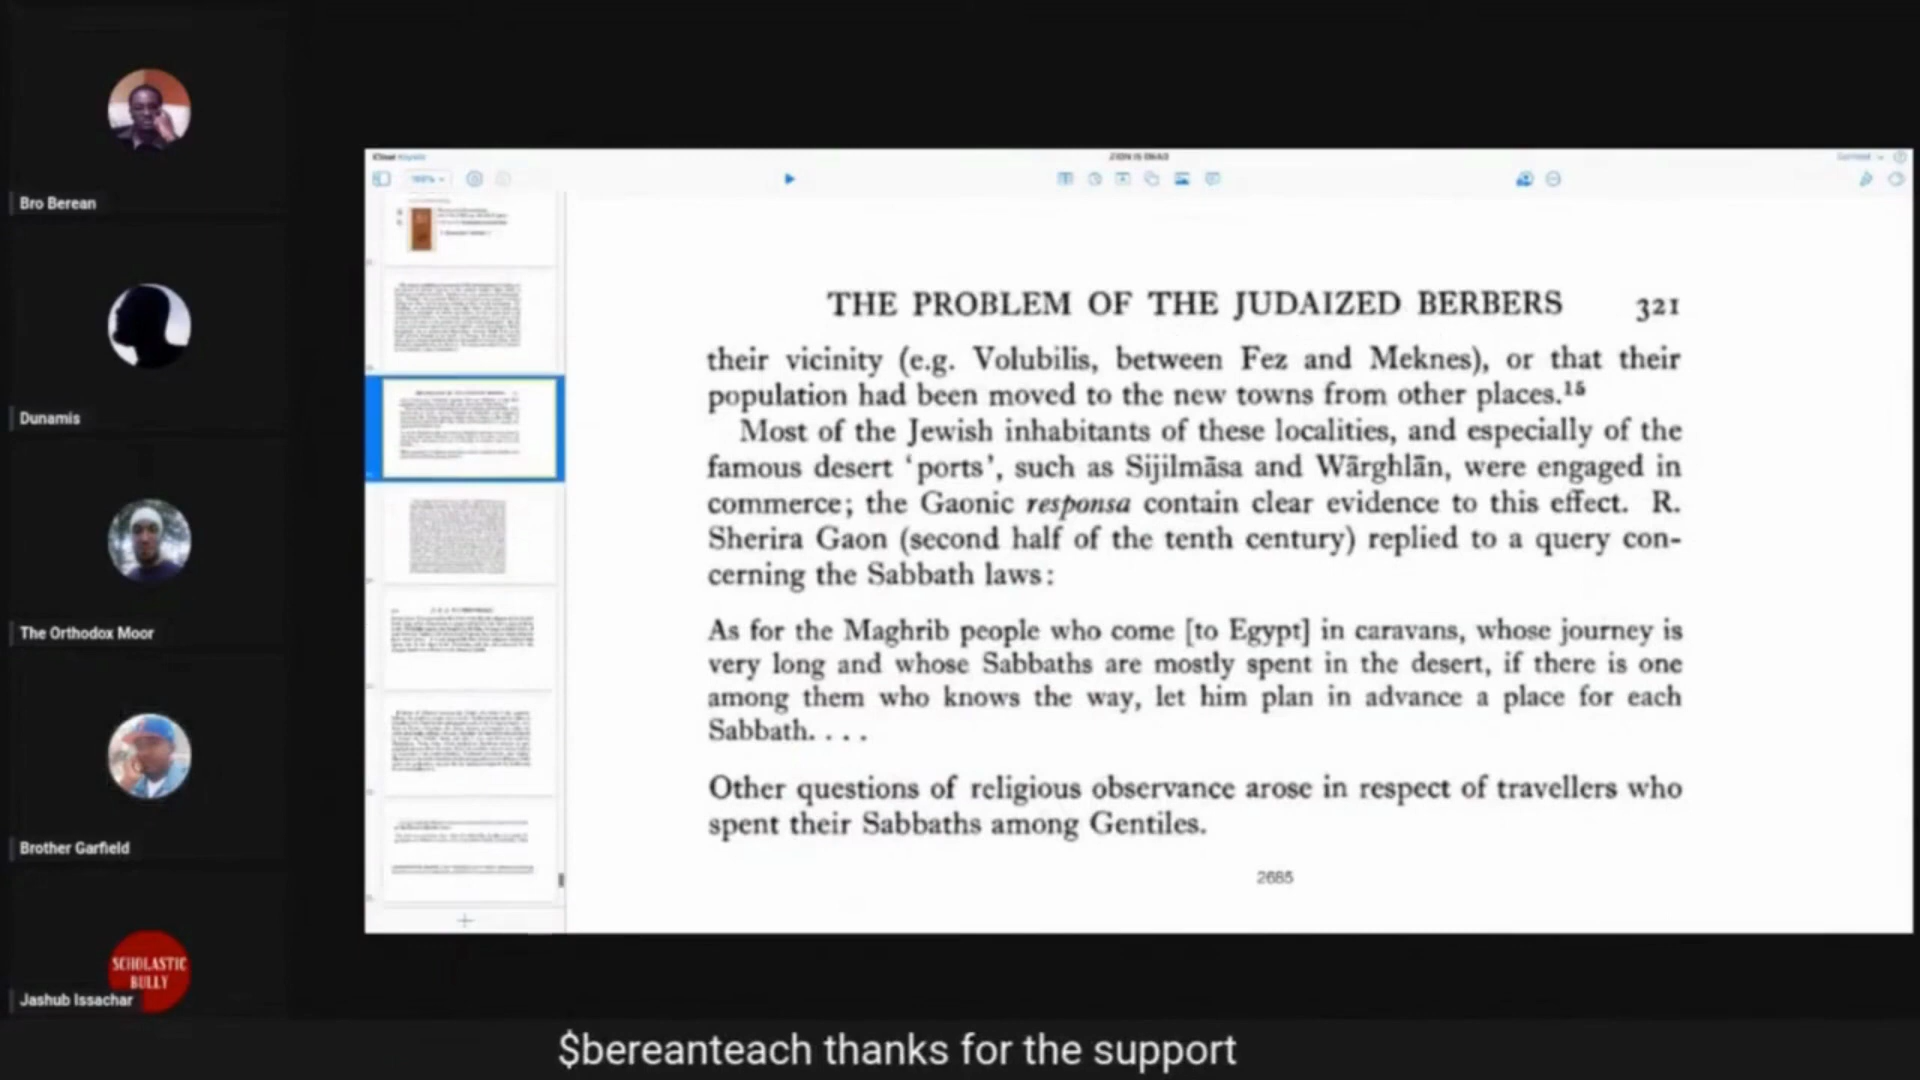 Bro Berean
Dunamis
The Orthodox Moor
Brother Garfield
SCHOLASTIC
BULLY
Jashub Issachar
iCloud Keynote
ZION IS DEAD
THE PROBLEM OF THE JUDAIZED BERBERS 321
their vicinity (e.g. Volubilis, between Fez and Meknes), or that their
population had been moved to the new towns from other places.¹⁵
Most of the Jewish inhabitants of these localities, and especially of the
famous desert ‘ports’, such as Sijilmāsa and Wārghlān, were engaged in
commerce; the Gaonic responsa contain clear evidence to this effect. R.
Sherira Gaon (second half of the tenth century) replied to a query con-
cerning the Sabbath laws:
As for the Maghrib people who come [to Egypt] in caravans, whose journey is
very long and whose Sabbaths are mostly spent in the desert, if there is one
among them who knows the way, let him plan in advance a place for each
Sabbath. . . .
Other questions of religious observance arose in respect of travellers who
spent their Sabbaths among Gentiles.
2685
$bereanteach thanks for the support